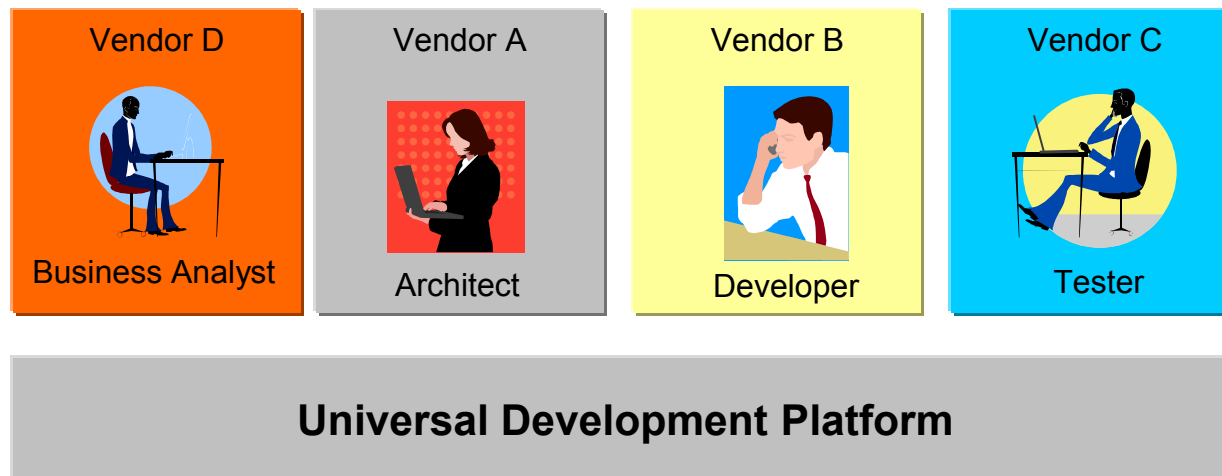 Vendor D
Business Analyst
Vendor A
Architect
Vendor B
Developer
Vendor C
Tester
Universal Development Platform